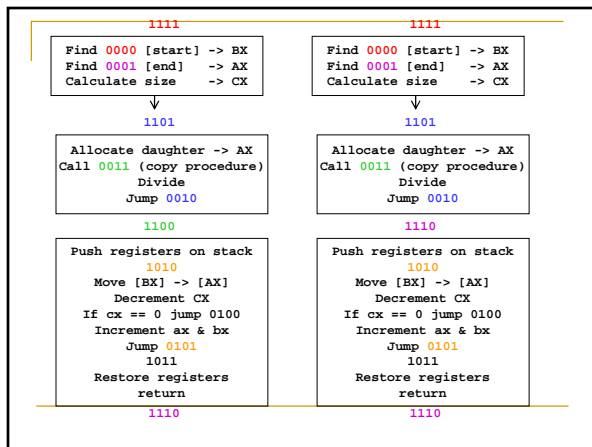 1111
Find 0000 [start] -> BX
Find 0001 [end] -> AX
Calculate size -> CX
1101
Allocate daughter -> AX
Call 0011 (copy procedure)
Divide
Jump 0010
1100
Push registers on stack
1010
Move [BX] -> [AX]
Decrement CX
If cx == 0 jump 0100
Increment ax & bx
Jump 0101
1011
Restore registers
return
1110
1111
Find 0000 [start] -> BX
Find 0001 [end] -> AX
Calculate size -> CX
1101
Allocate daughter -> AX
Call 0011 (copy procedure)
Divide
Jump 0010
1110
Push registers on stack
1010
Move [BX] -> [AX]
Decrement CX
If cx == 0 jump 0100
Increment ax & bx
Jump 0101
1011
Restore registers
return
1110